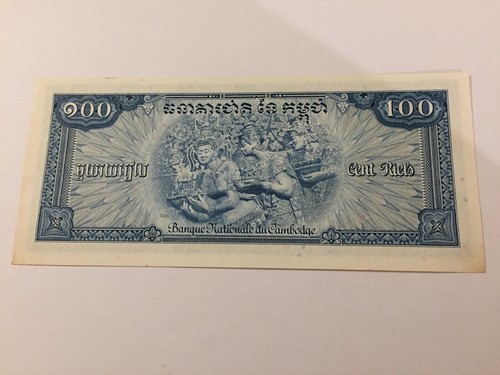 ១០០ ធនាគារជាតិ នៃ កម្ពុជា 100
មួយរយរៀល Cent Riels
Banque Nationale du Cambodge